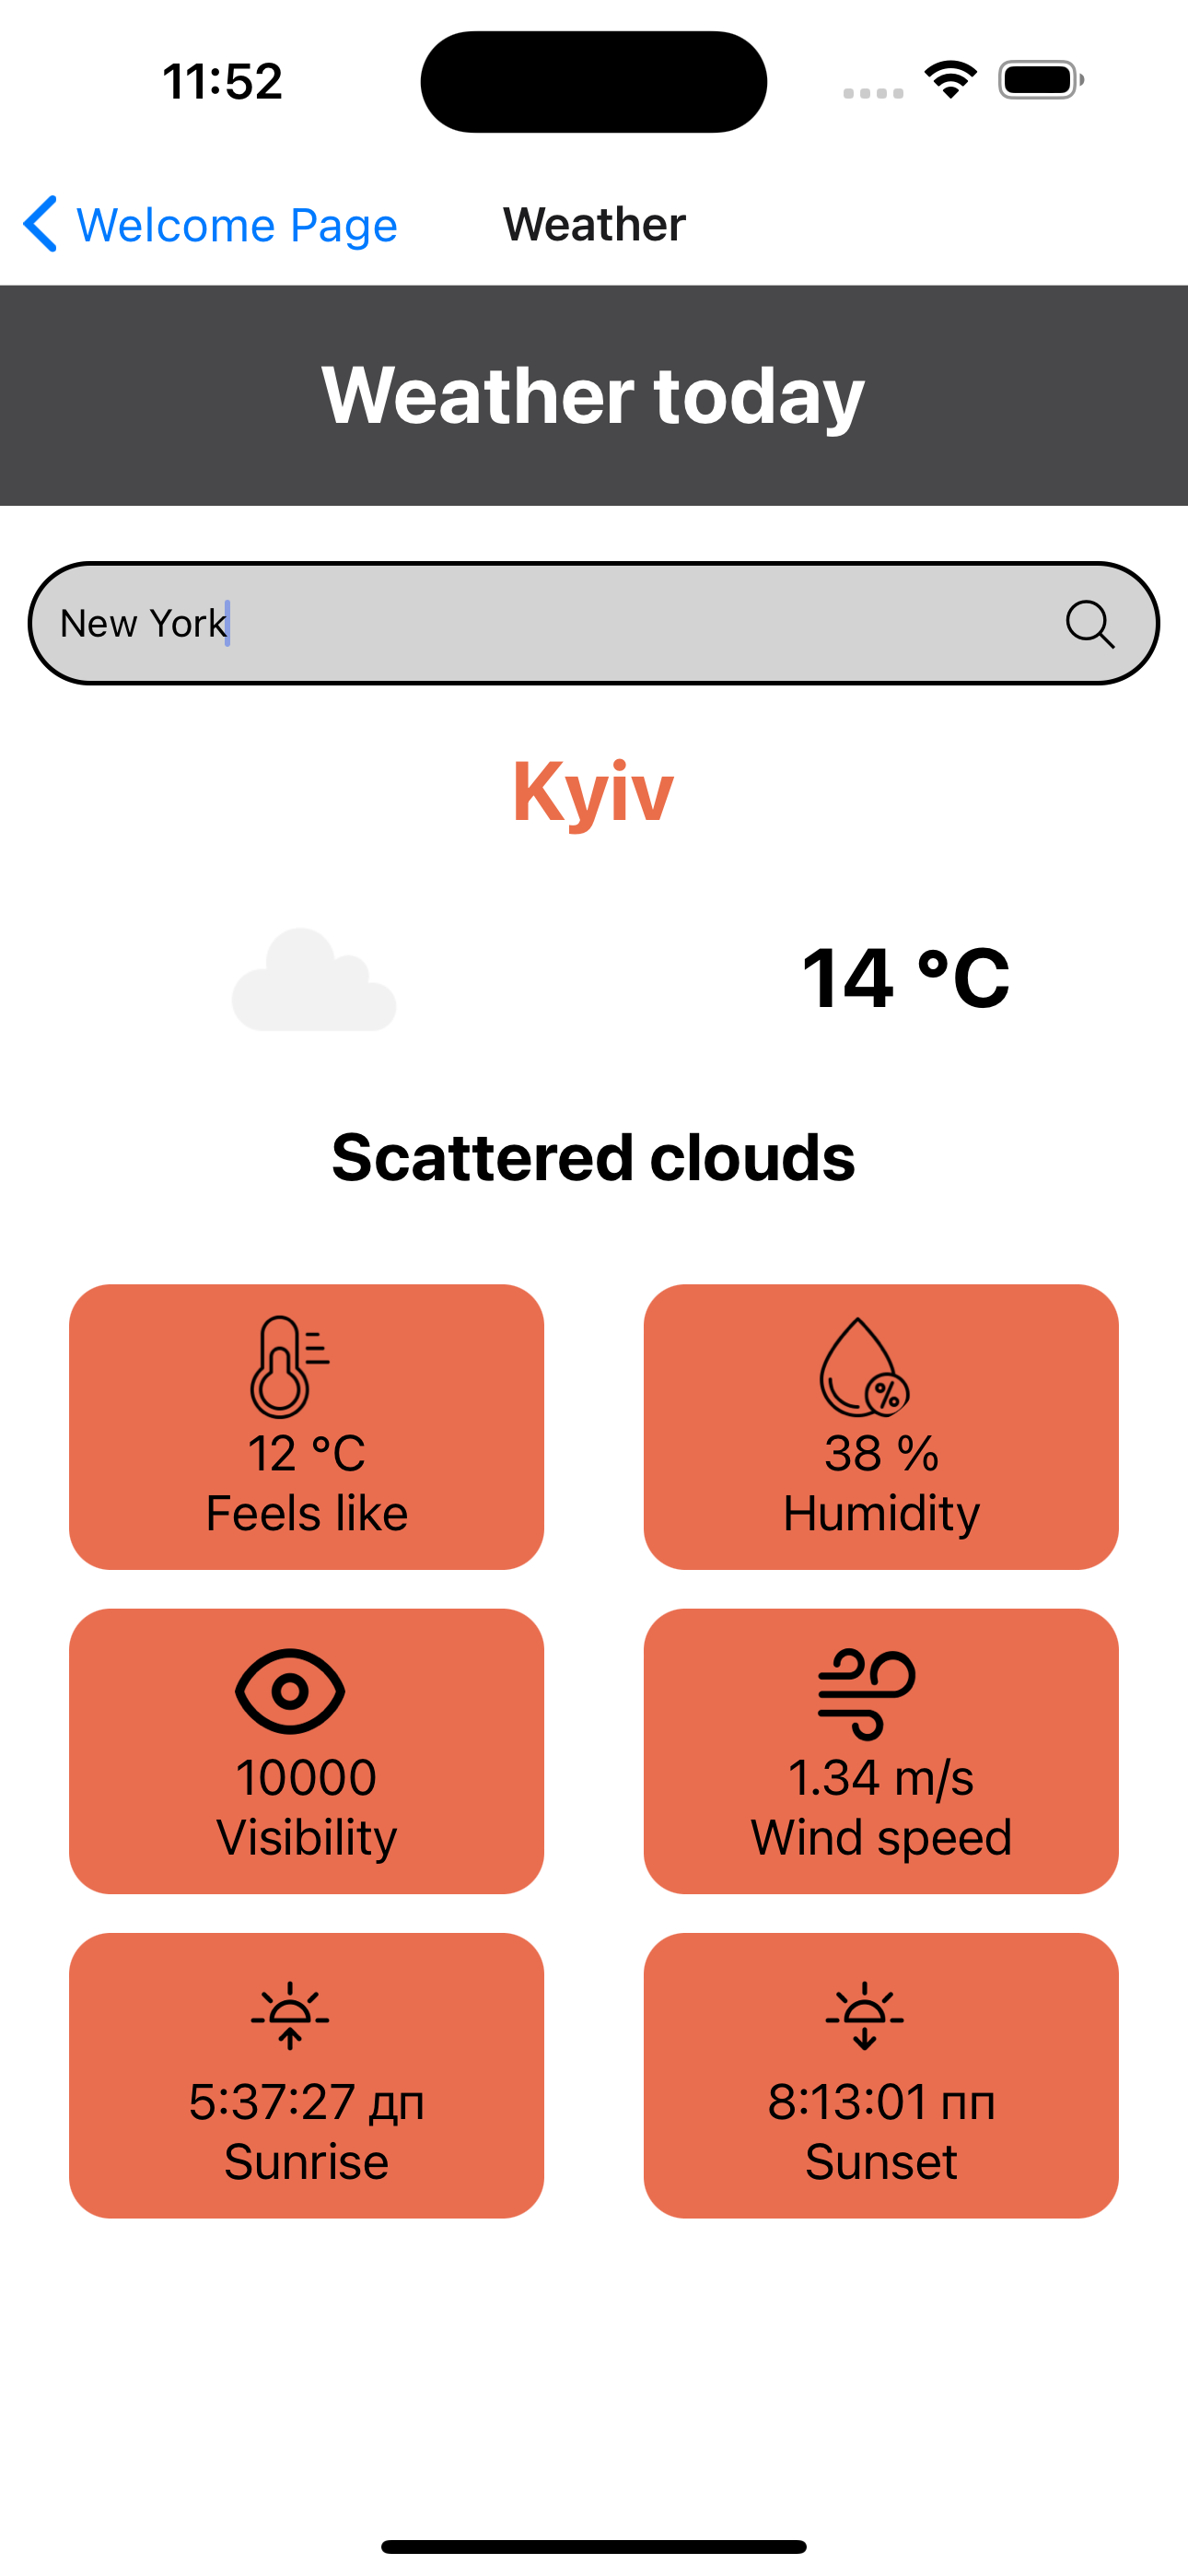 11:52
Welcome Page
Weather
Weather today
New York
Kyiv
14 °C
Scattered clouds
12 °C
Feels like
38 %
Humidity
10000
Visibility
1.34 m/s
Wind speed
5:37:27 дп
Sunrise
8:13:01 пп
Sunset